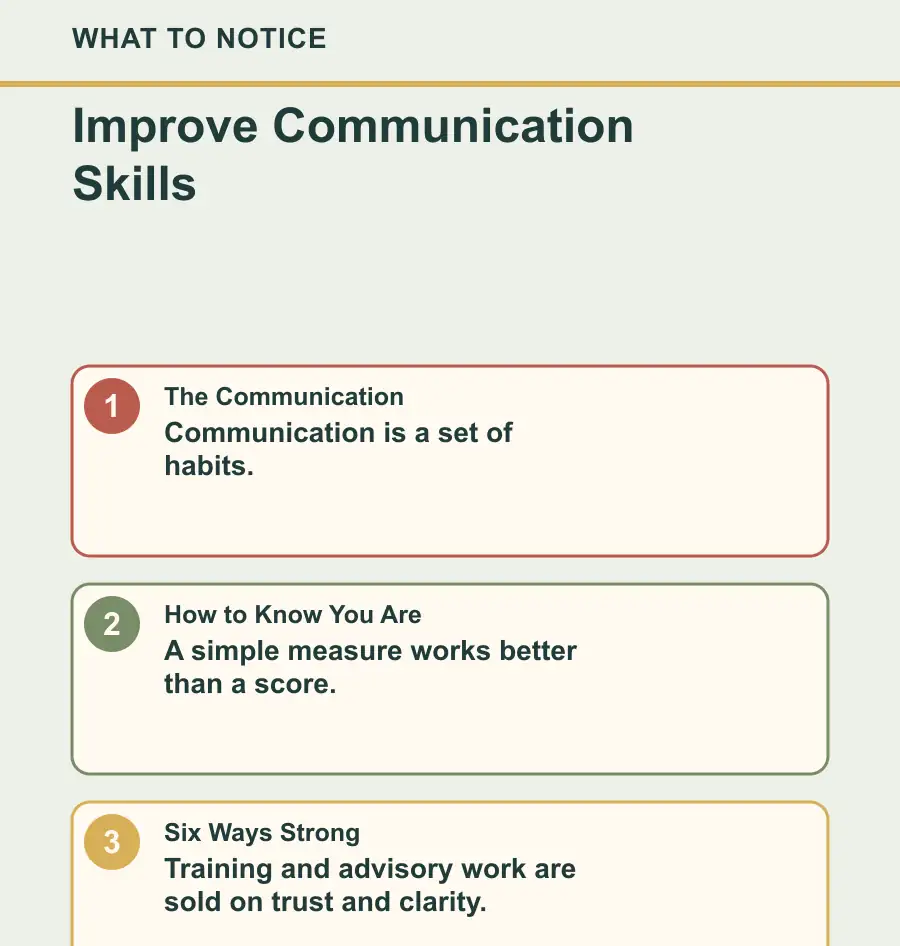 WHAT TO NOTICE
Improve Communication
Skills
1
The Communication
Communication is a set of
habits.
2
How to Know You Are
A simple measure works better
than a score.
3
Six Ways Strong
Training and advisory work are
sold on trust and clarity.